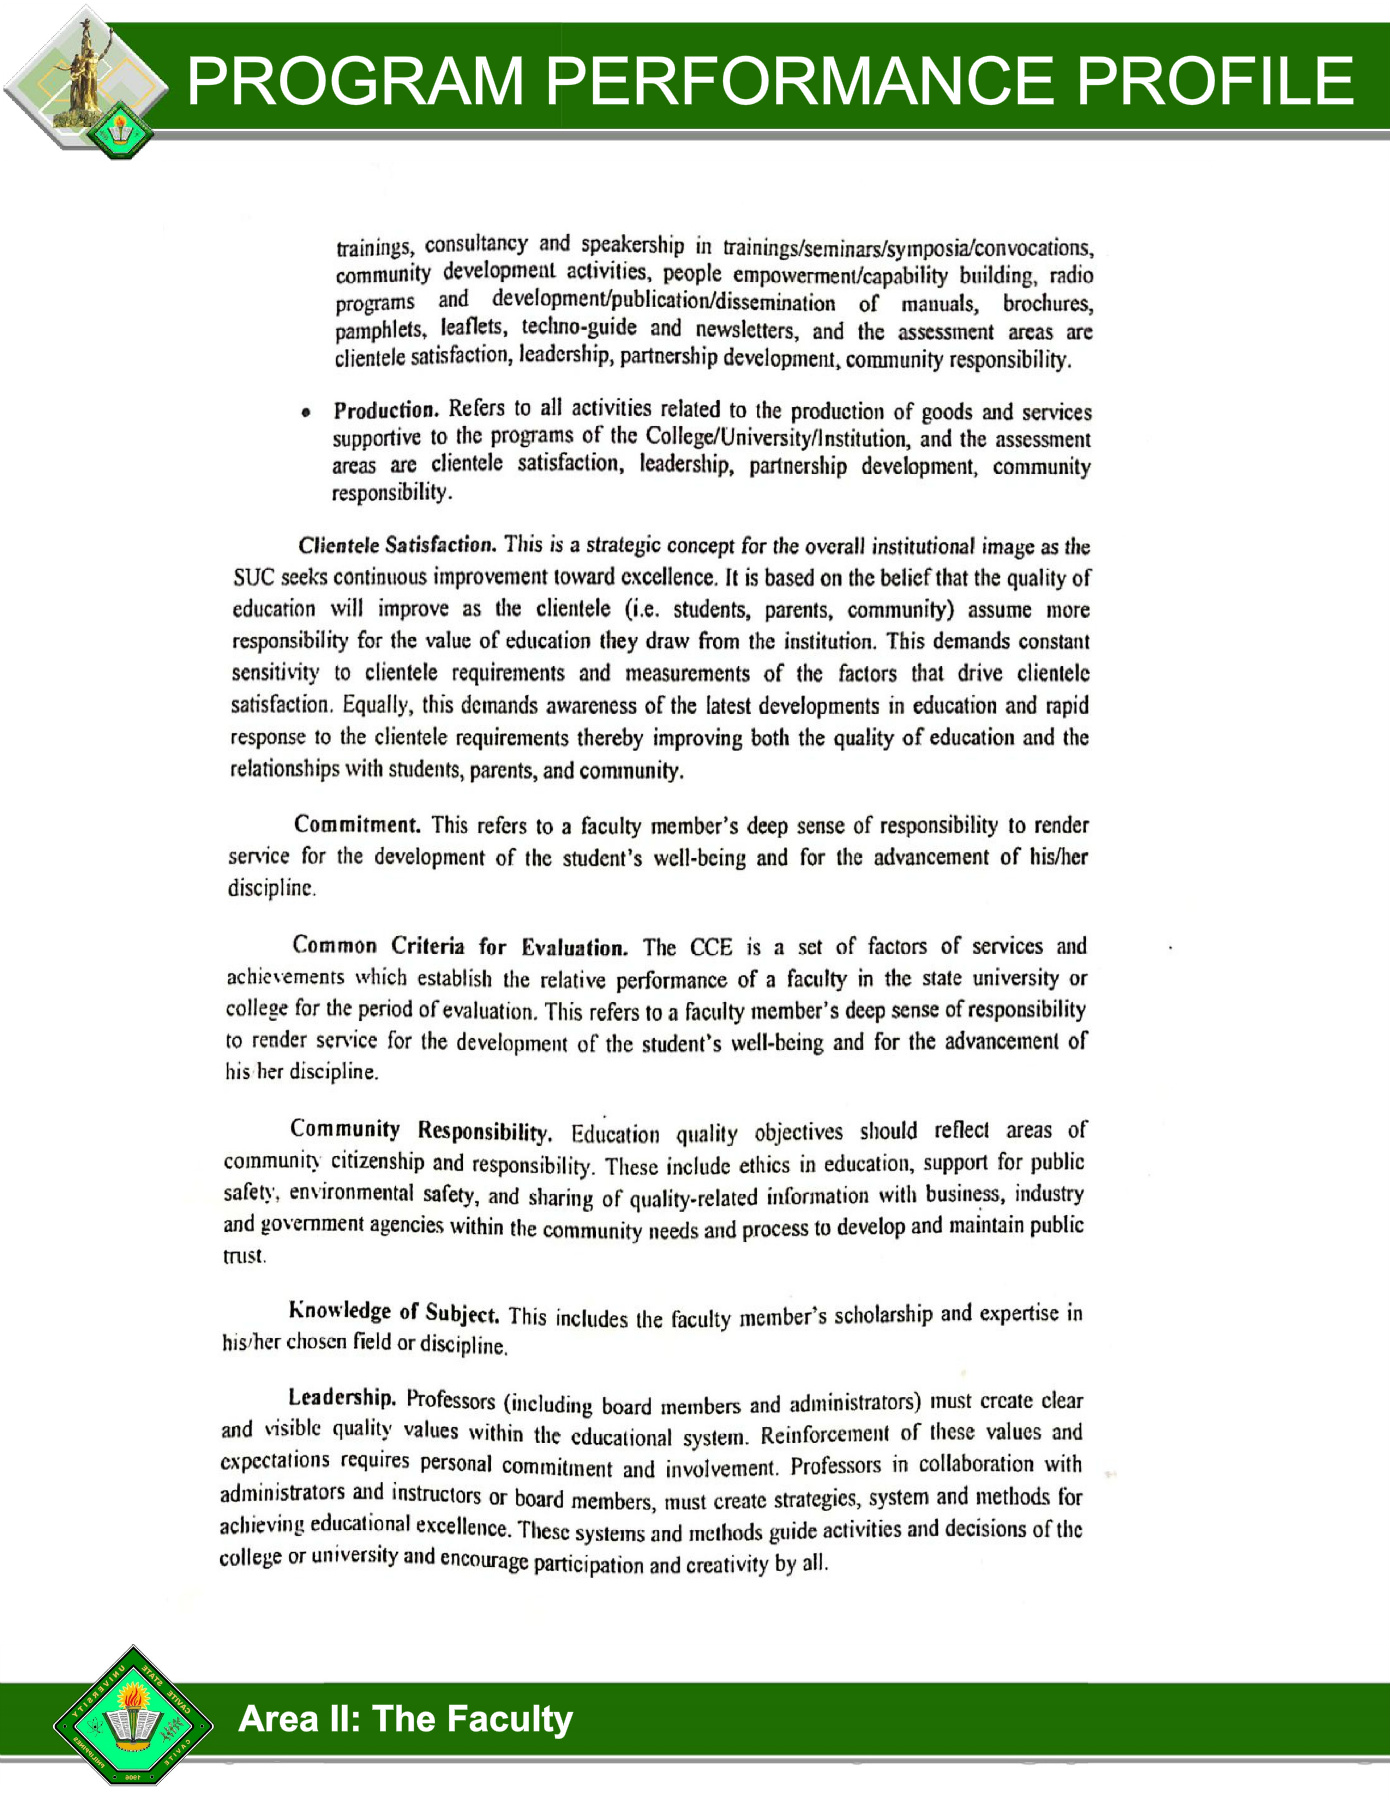 PROGRAM PERFORMANCE PROFILE
trainings, consultancy and speakership in trainings/seminars/symposia/convocations,
community development activities, people empowerment/capability building, radio
programs and development/publication/dissemination of manuals, brochures,
pamphlets, leaflets, techno-guide and newsletters, and the assessment areas are
clientele satisfaction, leadership, partnership development, community responsibility.
• Production. Refers to all activities related to the production of goods and services
supportive to the programs of the College/University/Institution, and the assessment
areas are clientele satisfaction, leadership, partnership development, community
responsibility.
Clientele Satisfaction. This is a strategic concept for the overall institutional image as the
SUC seeks continuous improvement toward excellence. It is based on the belief that the quality of
education will improve as the clientele (i.e. students, parents, community) assume more
responsibility for the value of education they draw from the institution. This demands constant
sensitivity to clientele requirements and measurements of the factors that drive clientele
satisfaction. Equally, this demands awareness of the latest developments in education and rapid
response to the clientele requirements thereby improving both the quality of education and the
relationships with students, parents, and community.
Commitment. This refers to a faculty member's deep sense of responsibility to render
service for the development of the student's well-being and for the advancement of his/her
discipline.
Common Criteria for Evaluation. The CCE is a set of factors of services and
achievements which establish the relative performance of a faculty in the state university or
college for the period of evaluation. This refers to a faculty member's deep sense of responsibility
to render service for the development of the student's well-being and for the advancement of
his her discipline.
Community Responsibility. Education quality objectives should reflect areas of
community citizenship and responsibility. These include ethics in education, support for public
safety, environmental safety, and sharing of quality-related information with business, industry
and government agencies within the community needs and process to develop and maintain public
trust.
Knowledge of Subject. This includes the faculty member's scholarship and expertise in
his/her chosen field or discipline.
Leadership. Professors (including board members and administrators) must create clear
and visible quality values within the educational system. Reinforcement of these values and
expectations requires personal commitment and involvement. Professors in collaboration with
administrators and instructors or board members, must create strategies, system and methods for
achieving educational excellence. These systems and methods guide activities and decisions of the
college or university and encourage participation and creativity by all.
CAVITE STATE UNIVERSITY
CAVITE
PHILIPPINES
1906
Area II: The Faculty